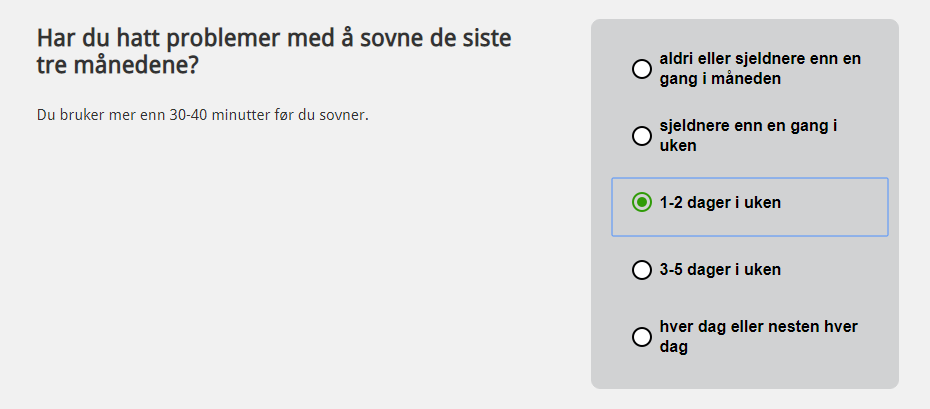 Har du hatt problemer med å sovne de siste
tre månedene?
Du bruker mer enn 30-40 minutter før du sovner.
aldri eller sjeldnere enn en
gang i måneden
sjeldnere enn en gang i
uken
1-2 dager i uken
3-5 dager i uken
hver dag eller nesten hver
dag